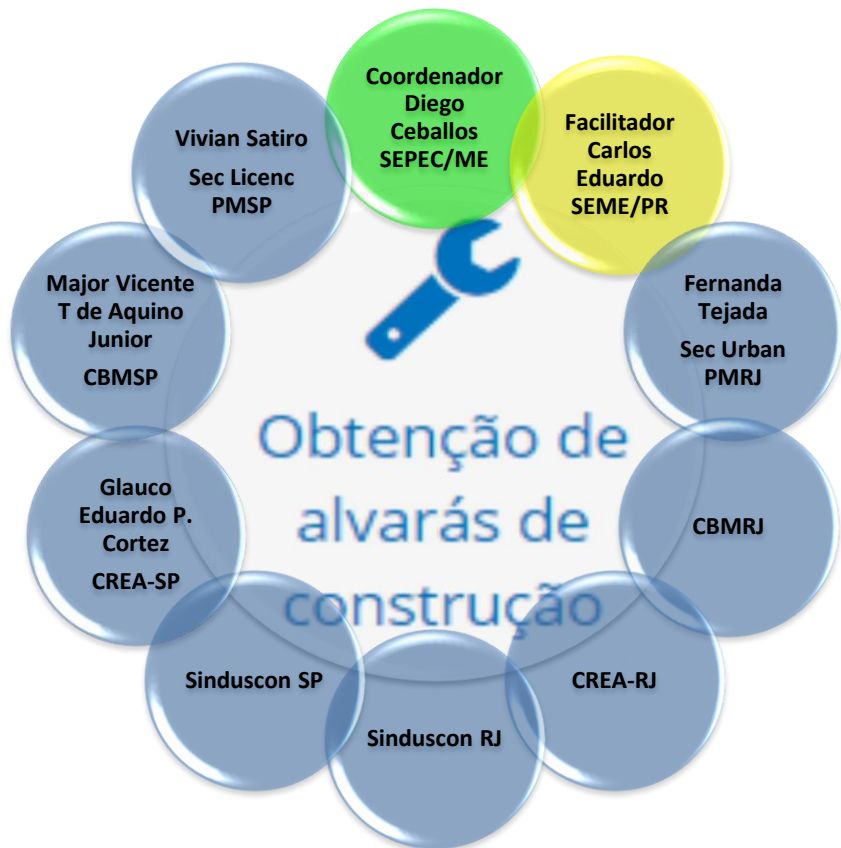 Coordenador
Diego
Ceballos
SEPEC/ME
Facilitador
Carlos
Eduardo
SEME/PR
Fernanda
Tejada
Sec Urban
PMRJ
CBMRJ
CREA-RJ
Sinduscon RJ
Sinduscon SP
Glauco
Eduardo P.
Cortez
CREA-SP
Major Vicente
T de Aquino
Junior
CBMSP
Vivian Satiro
Sec Licenc
PMSP
Obtenção de
alvarás de
construção